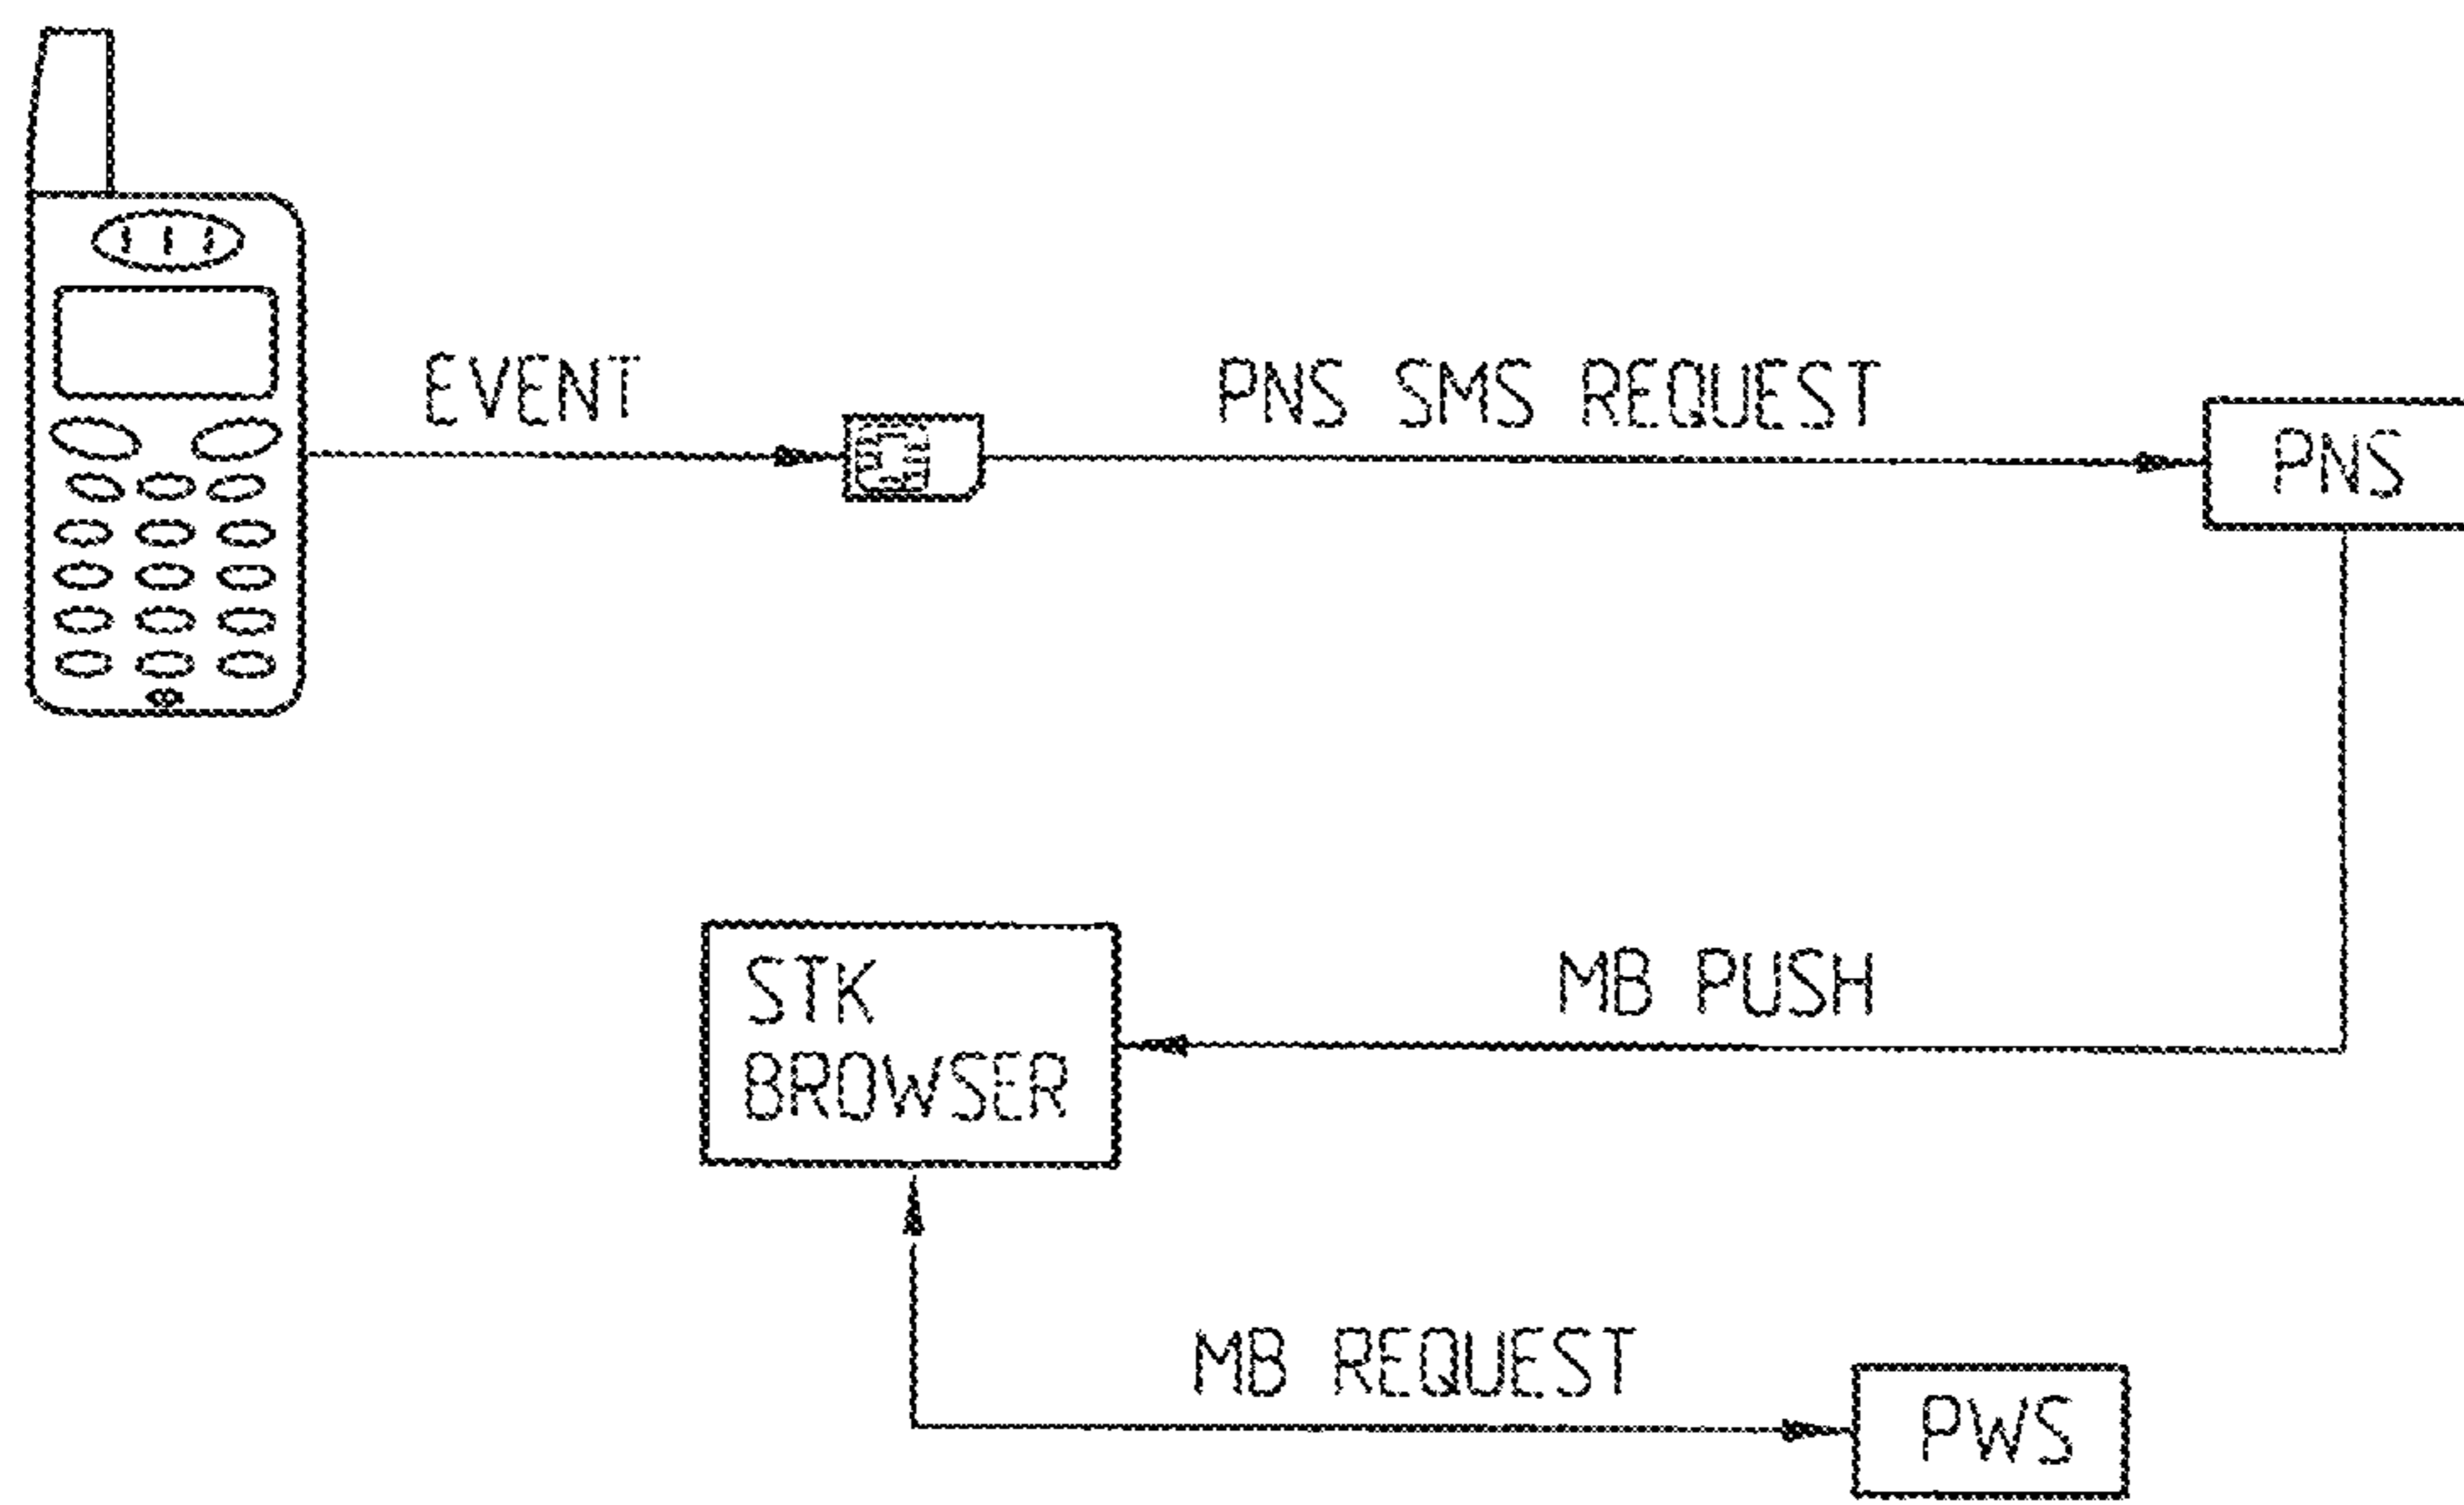 EVENT
PNS SMS REQUEST
PNS
STK
BROWSER
MB PUSH
MB REQUEST
PWS